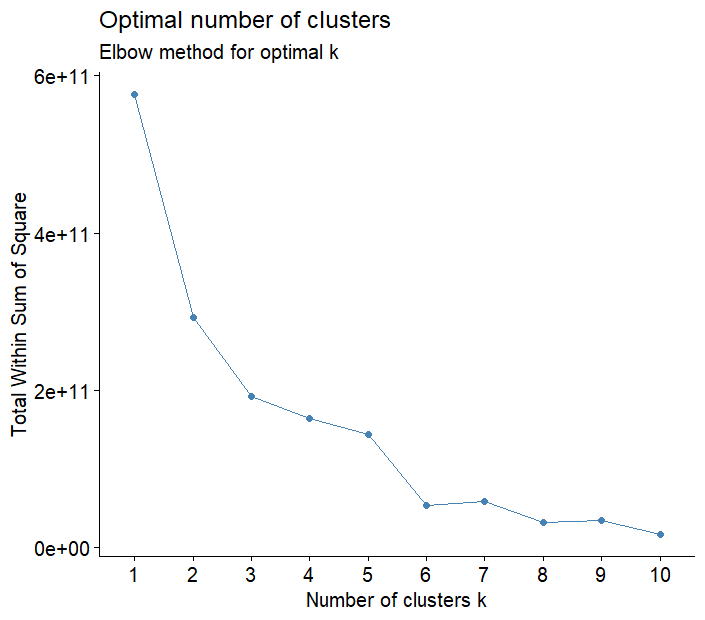 Optimal number of clusters
Elbow method for optimal k
Total Within Sum of Square
6e+11
4e+11
2e+11
0e+00
1 2 3 4 5 6 7 8 9 10
Number of clusters k